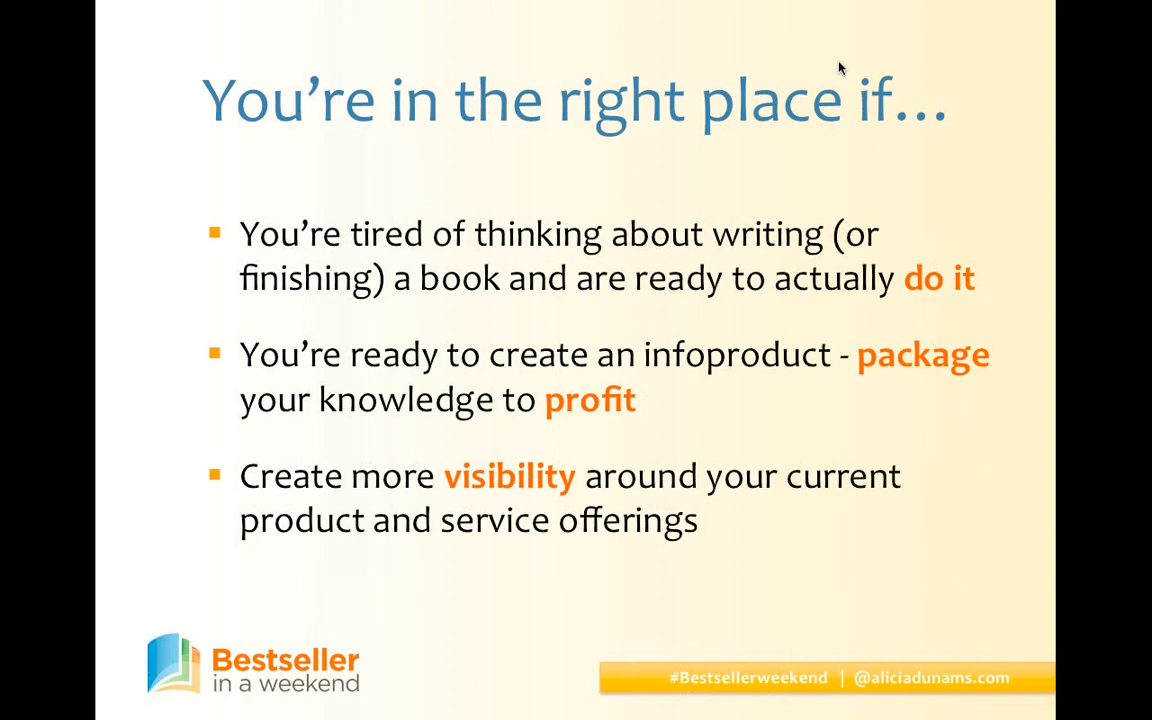 You’re in the right place if…
You’re tired of thinking about writing (or
finishing) a book and are ready to actually do it
You’re ready to create an infoproduct - package
your knowledge to profit
Create more visibility around your current
product and service offerings
Bestseller
in a weekend
#Bestsellerweekend | @aliciadunams.com